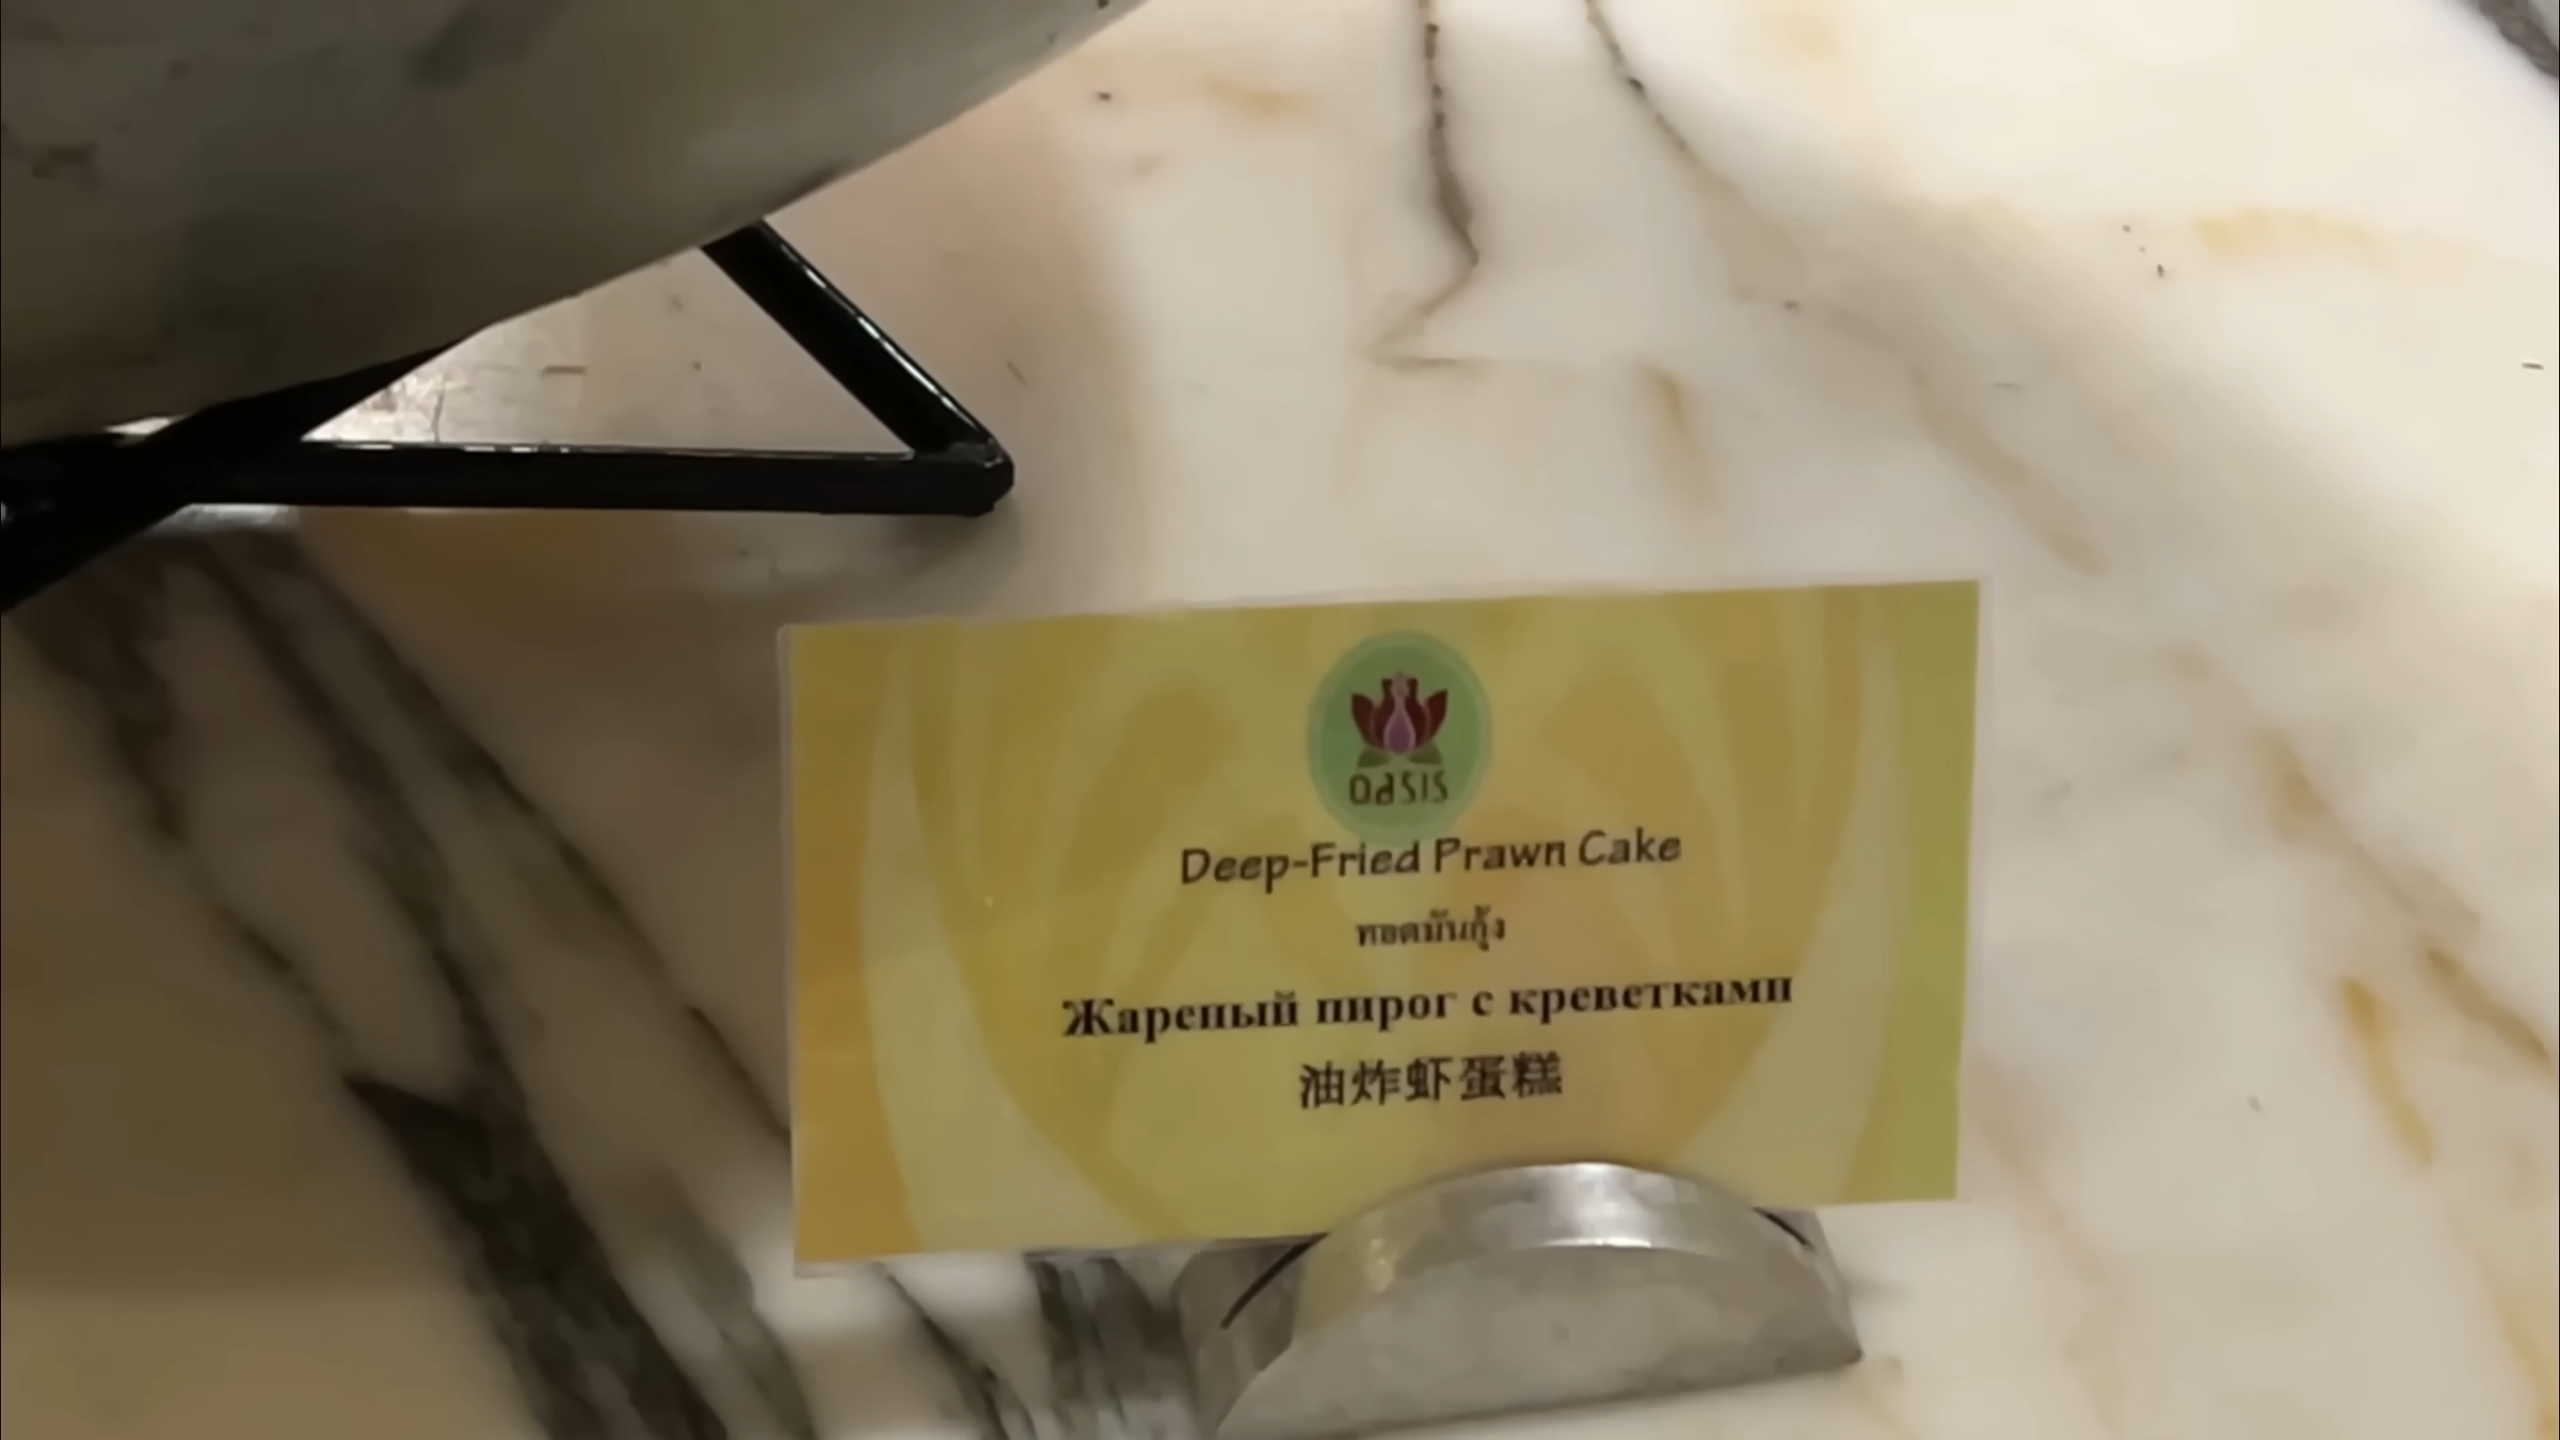 oasis
Deep-Fried Prawn Cake
ทอดมันกุ้ง
Жареный пирог с креветками
油炸虾蛋糕